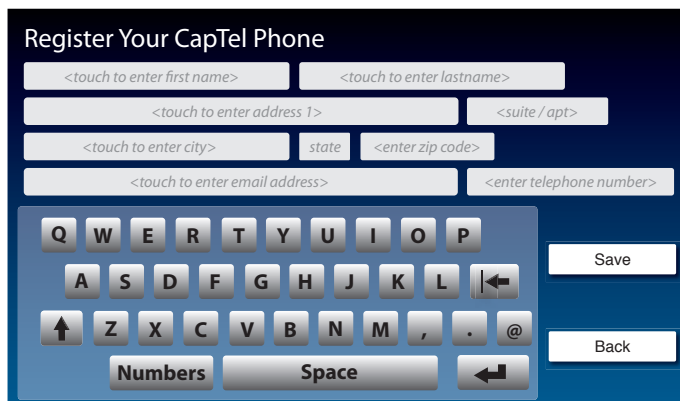 Register Your CapTel Phone
<touch to enter first name> <touch to enter lastname>
<touch to enter address 1> <suite / apt>
<touch to enter city> state <enter zip code>
<touch to enter email address> <enter telephone number>
Q W E R T Y U I O P
A S D F G H J K L
Save
Z X C V B N M , . @
Back
Numbers Space